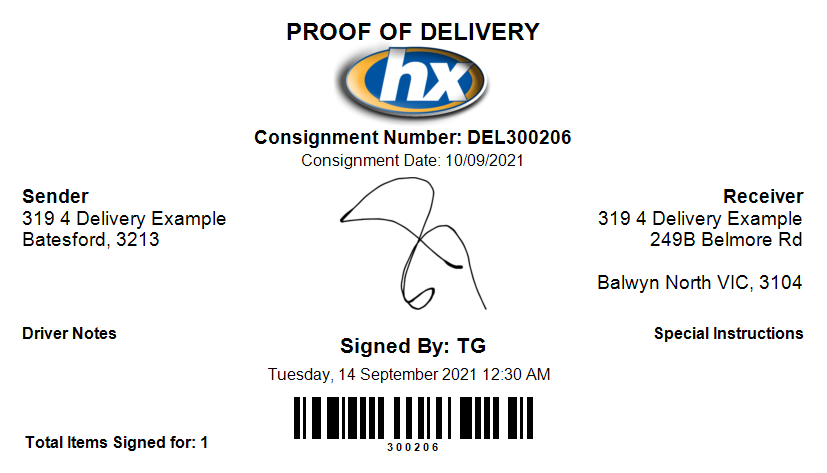 PROOF OF DELIVERY
hx
Consignment Number: DEL300206
Consignment Date: 10/09/2021
Sender
319 4 Delivery Example
Batesford, 3213
Receiver
319 4 Delivery Example
249B Belmore Rd
Balwyn North VIC, 3104
Driver Notes
Special Instructions
Signed By: TG
Tuesday, 14 September 2021 12:30 AM
300206
Total Items Signed for: 1